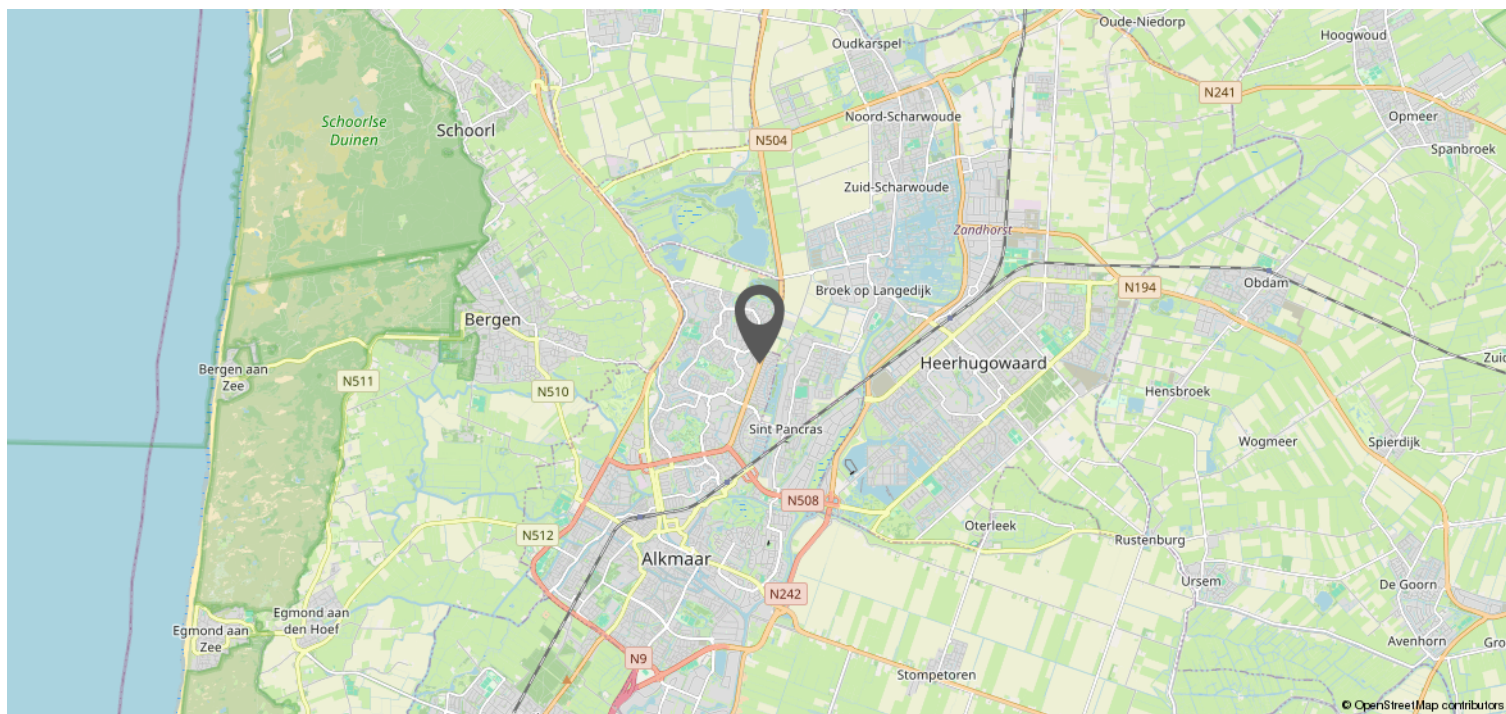 Oude-Niedorp
Hoogwoud
Oudkarspel
N241
Schoorlse
Duinen
Schoorl
Noord-Scharwoude
Opmeer
N504
Spanbroek
Zuid-Scharwoude
Zandhorst
Obdam
N194
Broek op Langedijk
Bergen
Zuid
Heerhugowaard
Bergen aan
Zee
N511
N510
Hensbroek
Sint Pancras
Wogmeer
Spierdijk
N508
Oterleek
N512
Rustenburg
Alkmaar
Ursem
De Goorn
N242
Egmond aan
den Hoef
Egmond aan
Zee
Avenhorn
Gro
N9
Stompetoren
© OpenStreetMap contributors